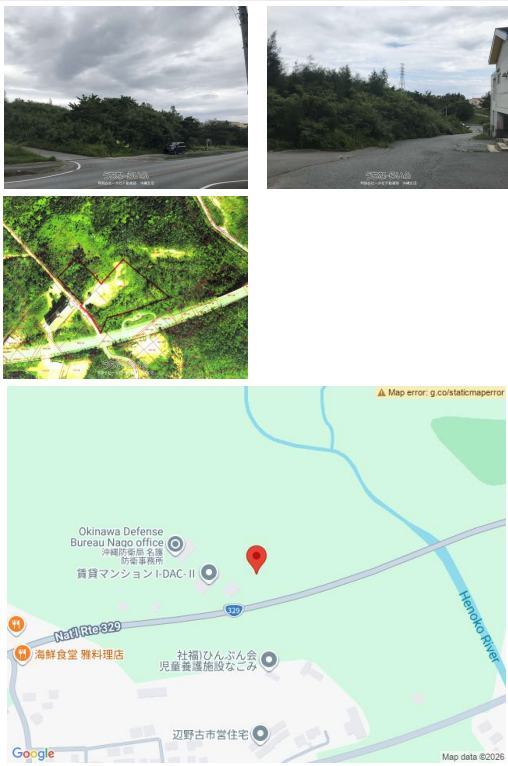 ⚠ Map error: g.co/staticmaperror
Okinawa Defense
Bureau Nago office
沖縄防衛局 名護
防衛事務所
賃貸マンション I-DAC-II
329
Nat'l Rte 329
海鮮食堂 雅料理店
Henoko River
社福)ひんぷん会
児童養護施設なごみ
辺野古市営住宅
Google
Map data ©2026